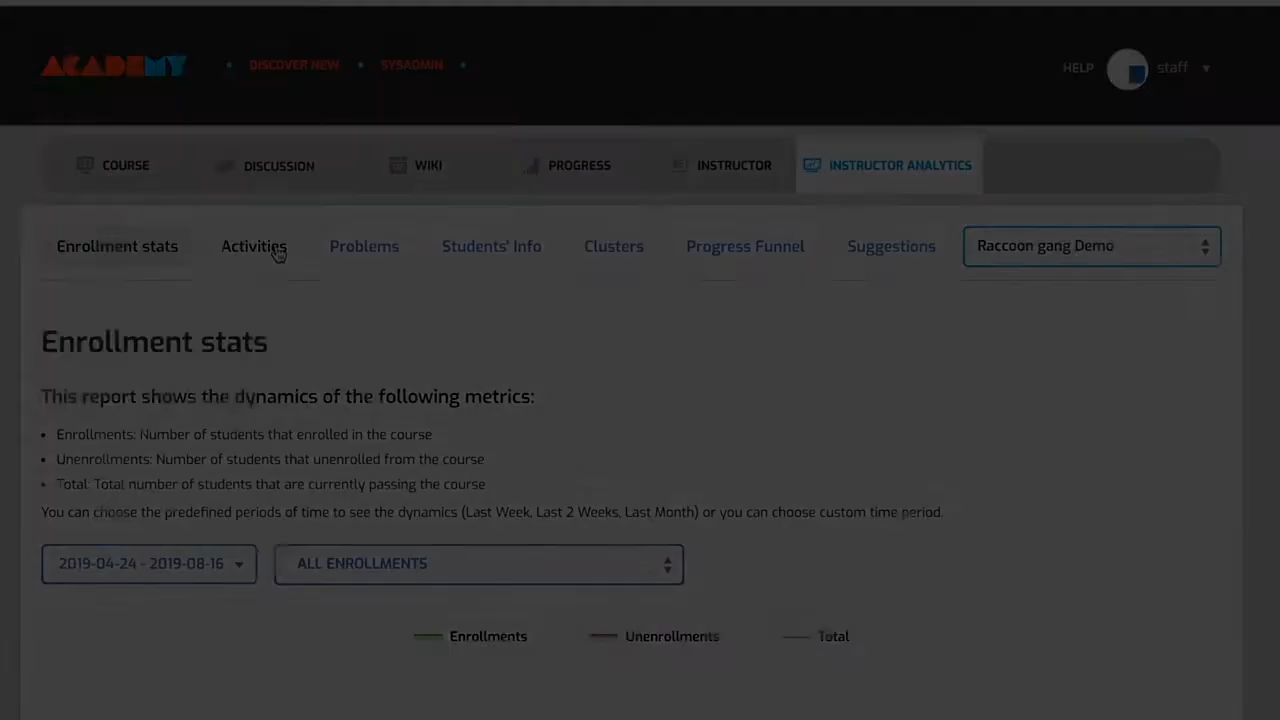 ACADEMY
DISCOVER NEW
SYSADMIN
HELP
staff
COURSE
DISCUSSION
WIKI
PROGRESS
INSTRUCTOR
INSTRUCTOR ANALYTICS
Enrollment stats
Activities
Problems
Students' Info
Clusters
Progress Funnel
Suggestions
Raccoon gang Demo
Enrollment stats
This report shows the dynamics of the following metrics:
• Enrollments: Number of students that enrolled in the course
• Unenrollments: Number of students that unenrolled from the course
• Total: Total number of students that are currently passing the course
You can choose the predefined periods of time to see the dynamics (Last Week, Last 2 Weeks, Last Month) or you can choose custom time period.
2019-04-24 - 2019-08-16
ALL ENROLLMENTS
Enrollments
Unenrollments
Total